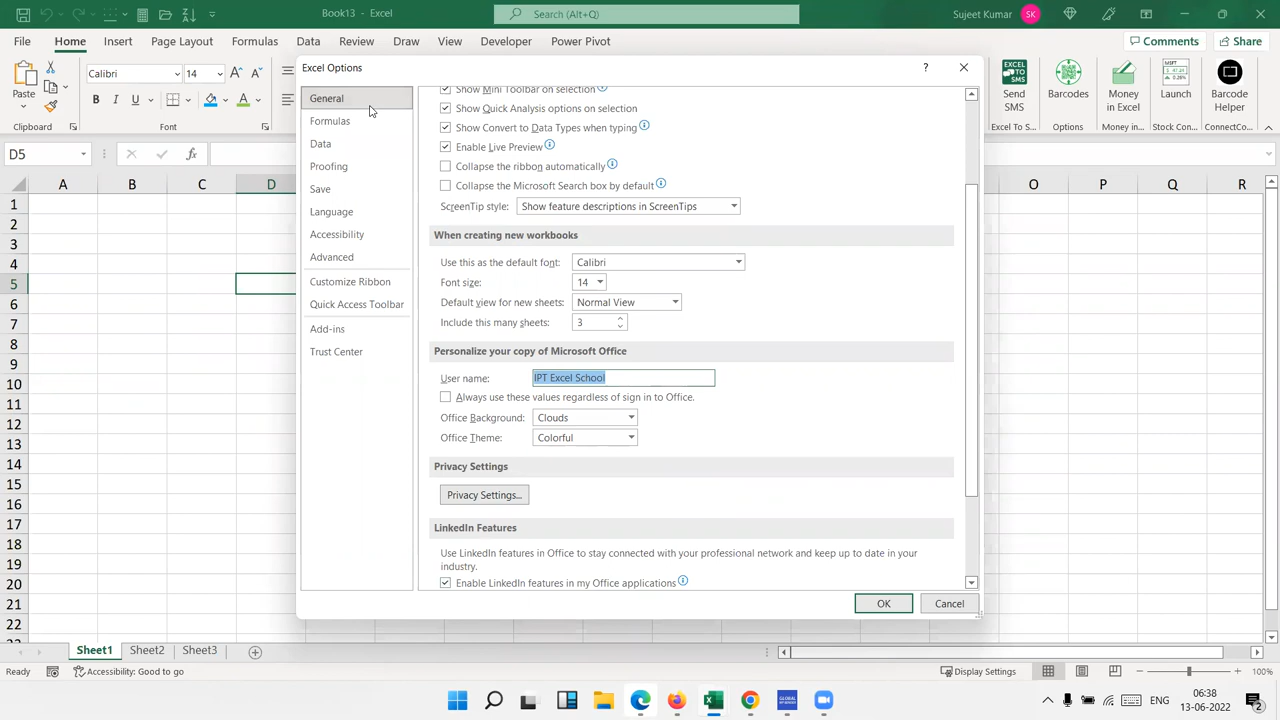 Book13 - Excel
Search (Alt+Q)
Sujeet Kumar
SK
File
Home
Insert
Page Layout
Formulas
Data
Review
Draw
View
Developer
Power Pivot
Comments
Share
Paste
Clipboard
Calibri
14
B
I
U
Font
Send SMS
Excel To S...
Barcodes
Options
Money in Excel
Money in M...
Launch
Stock Con...
Barcode Helper
ConnectCo...
Excel Options
General
Formulas
Data
Proofing
Save
Language
Accessibility
Advanced
Customize Ribbon
Quick Access Toolbar
Add-ins
Trust Center
Show Mini Toolbar on selection
Show Quick Analysis options on selection
Show Convert to Data Types when typing
Enable Live Preview
Collapse the ribbon automatically
Collapse the Microsoft Search box by default
ScreenTip style: Show feature descriptions in ScreenTips
When creating new workbooks
Use this as the default font: Calibri
Font size: 14
Default view for new sheets: Normal View
Include this many sheets: 3
Personalize your copy of Microsoft Office
User name: IPT Excel School
Always use these values regardless of sign in to Office.
Office Background: Clouds
Office Theme: Colorful
Privacy Settings
Privacy Settings...
LinkedIn Features
Use LinkedIn features in Office to stay connected with your professional network and keep up to date in your
industry.
Enable LinkedIn features in my Office applications
OK
Cancel
D5
fx
A B C D O P Q R
1
2
3
4
5
6
7
8
9
10
11
12
13
14
15
16
17
18
19
20
21
22
Sheet1
Sheet2
Sheet3
Ready
Accessibility: Good to go
Display Settings
100%
ENG
06:38
13-06-2022
2